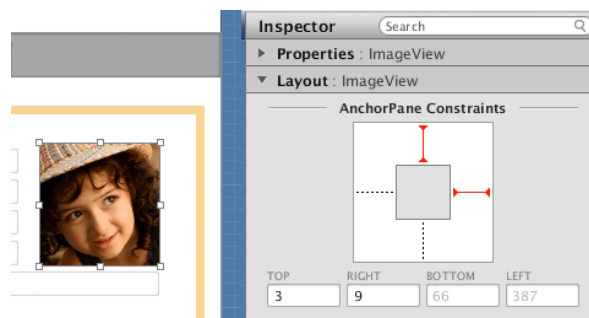 Inspector Search
Properties : ImageView
Layout : ImageView
AnchorPane Constraints
TOP RIGHT BOTTOM LEFT
3 9 66 387